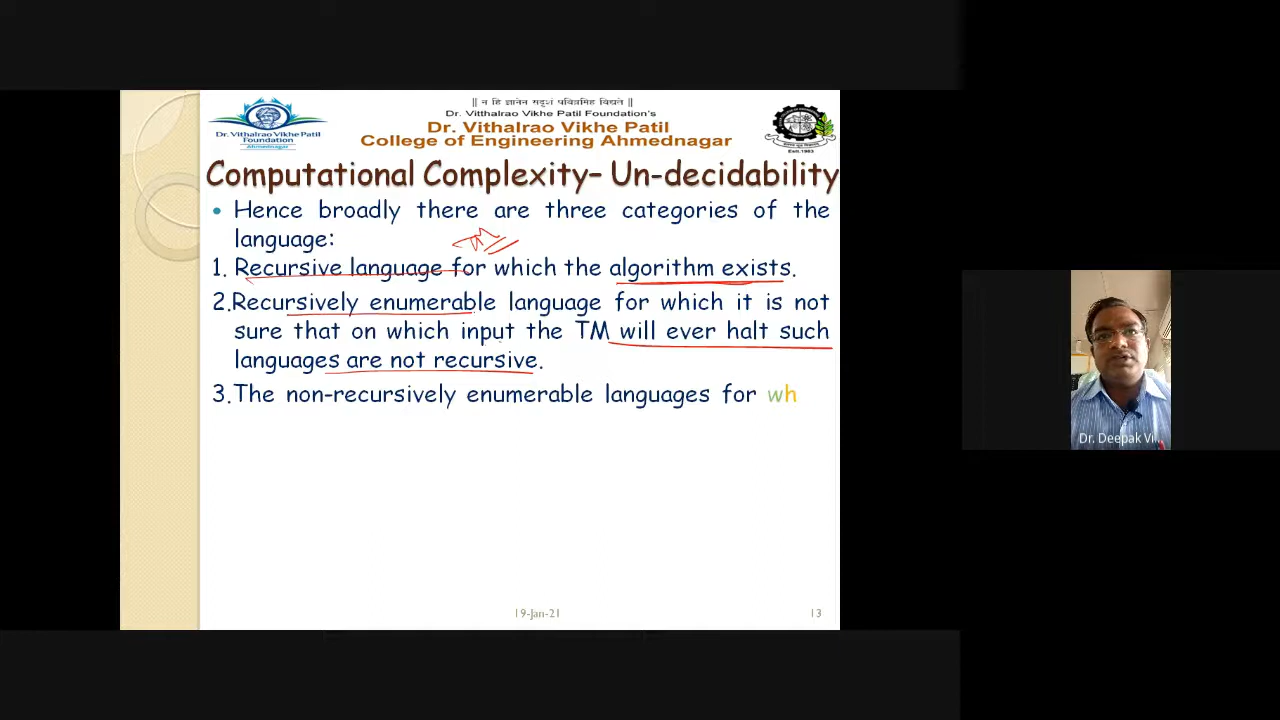 || न हि ज्ञानेन सदृशं पवित्रमिह विद्यते ||
Dr. Vitthalrao Vikhe Patil Foundation's
Dr. Vithalrao Vikhe Patil
College of Engineering Ahmednagar
Dr. Vithalrao Vikhe Patil
Foundation
Ahmednagar
Estd.1983
Computational Complexity– Un-decidability
• Hence broadly there are three categories of the
language:
TM
1. Recursive language for which the algorithm exists.
2.Recursively enumerable language for which it is not
sure that on which input the TM will ever halt such
languages are not recursive.
3.The non-recursively enumerable languages for wh
19-Jan-21
13
Dr. Deepak Vi...